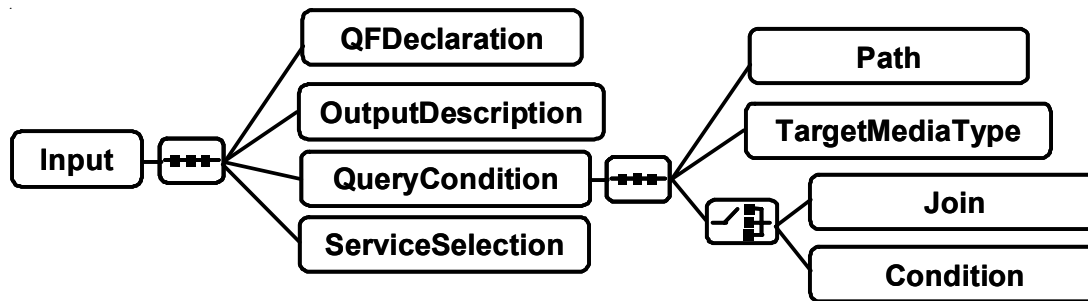 QFDeclaration
Path
OutputDescription
TargetMediaType
Input
QueryCondition
Join
ServiceSelection
Condition